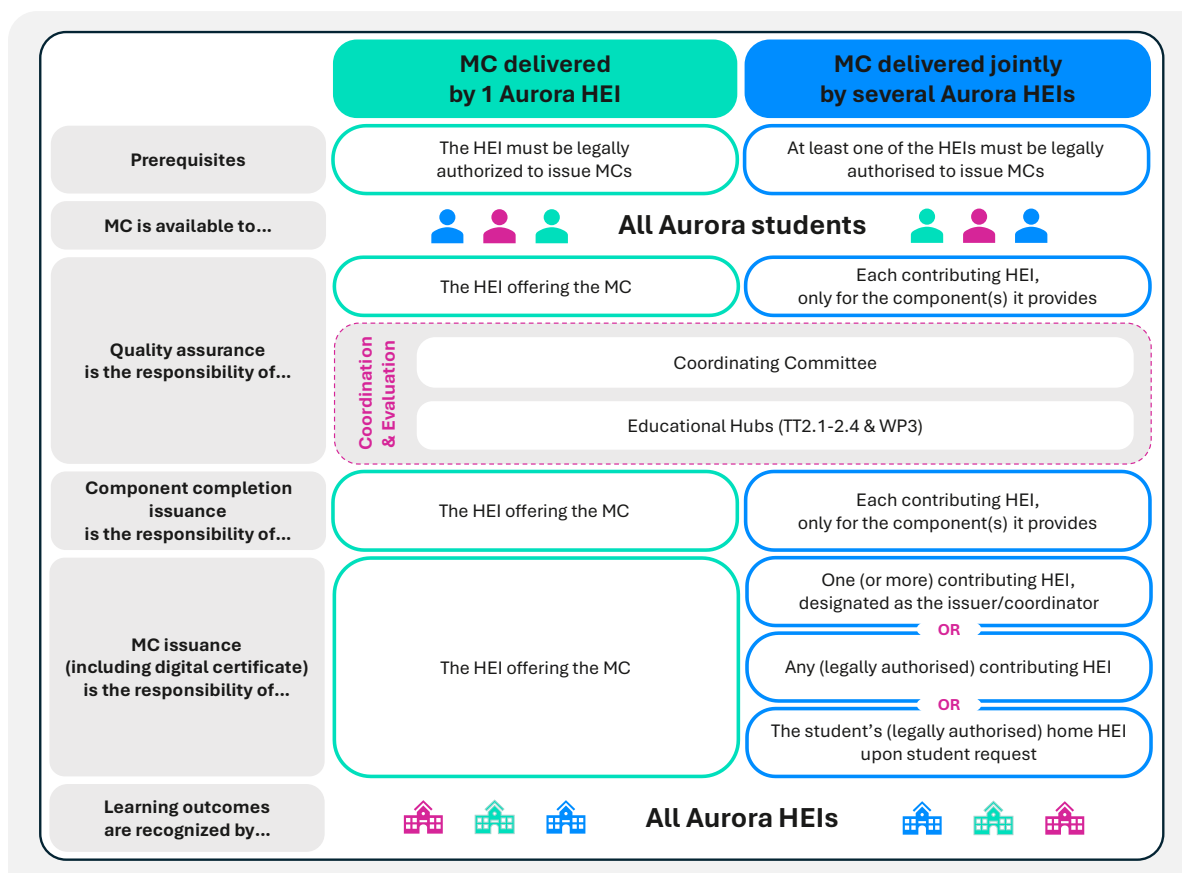 MC delivered
by 1 Aurora HEI
MC delivered jointly
by several Aurora HEIs
Prerequisites
The HEI must be legally
authorized to issue MCs
At least one of the HEIs must be legally
authorised to issue MCs
MC is available to...
All Aurora students
Quality assurance
is the responsibility of...
The HEI offering the MC
Each contributing HEI,
only for the component(s) it provides
Coordination
& Evaluation
Coordinating Committee
Educational Hubs (TT2.1-2.4 & WP3)
Component completion
issuance
is the responsibility of...
The HEI offering the MC
Each contributing HEI,
only for the component(s) it provides
MC issuance
(including digital certificate)
is the responsibility of...
The HEI offering the MC
One (or more) contributing HEI,
designated as the issuer/coordinator
OR
Any (legally authorised) contributing HEI
OR
The student's (legally authorised) home HEI
upon student request
Learning outcomes
are recognized by...
All Aurora HEIs